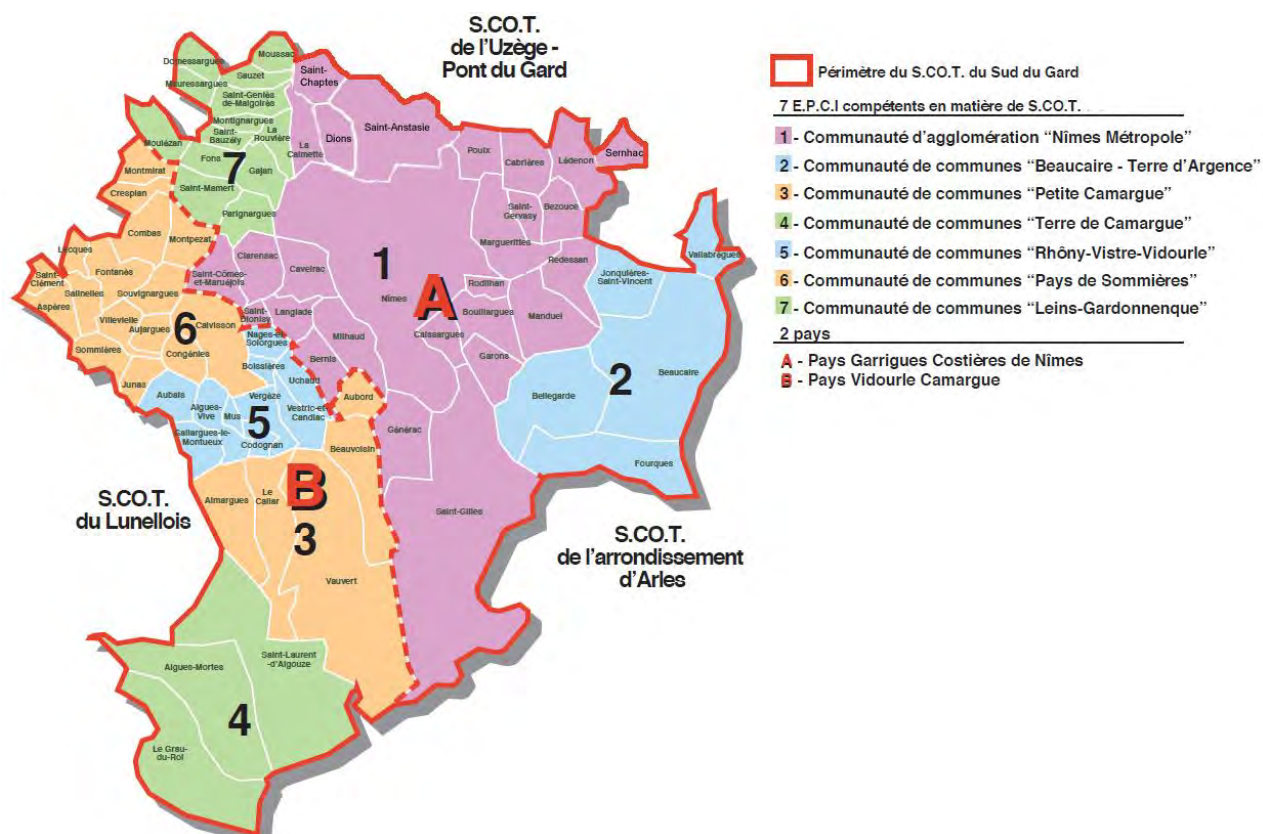 S.CO.T.
de l'Uzège -
Pont du Gard
Périmètre du S.CO.T. du Sud du Gard
7 E.P.C.I compétents en matière de S.CO.T.
1 - Communauté d'agglomération "Nîmes Métropole"
2 - Communauté de communes "Beaucaire - Terre d'Argence"
3 - Communauté de communes "Petite Camargue"
4 - Communauté de communes "Terre de Camargue"
5 - Communauté de communes "Rhôny-Vistre-Vidourle"
6 - Communauté de communes "Pays de Sommières"
7 - Communauté de communes "Leins-Gardonnenque"
2 pays
A - Pays Garrigues Costières de Nîmes
B - Pays Vidourle Camargue
Domessargues
Moussac
Sauzet
Mauressargues
Saint-Geniès
de-Malgoirès
Montignargues
Saint-
Bauzély
La
Rouvière
Moulézan
Fons
7
Gajan
Saint-Mamert
Parignargues
Saint-
Chaptes
Dions
La
Calmette
Saint-Anastasie
Poulx
Cabrières
Lédenon
Sernhac
Saint-
Gervasy
Bezouce
Marguerittes
Redessan
Montmirat
Crespian
Combas
Montpezat
Lecques
Saint-
Clément
Fontanès
Salinelles
Souvignargues
Aspères
Villevielle
Aujargues
6
Calvisson
Sommières
Congénies
Junas
Clarensac
Caveirac
Saint-Cômes-
et-Maruéjols
Saint-
Dionisy
Langlade
Milhaud
Bernis
1
A
Nîmes
Rodilhan
Bouillargues
Manduel
Caissargues
Garons
Générac
Saint-Gilles
Vallabrègues
Jonquières-
Saint-Vincent
2
Beaucaire
Bellegarde
Fourques
Nages-et-
Solorgues
Boissières
Uchaud
Aubais
Vergèze
Vestric-et-
Candiac
Aigues-
Vive
Mus
5
Gallargues-le-
Montueux
Codognan
Aubord
Beauvoisin
B
Aimargues
Le
Cailar
3
Vauvert
S.CO.T.
du Lunellois
S.CO.T.
de l'arrondissement
d'Arles
Aigues-Mortes
Saint-Laurent
-d'Aigouze
4
Le Grau-
du-Roi